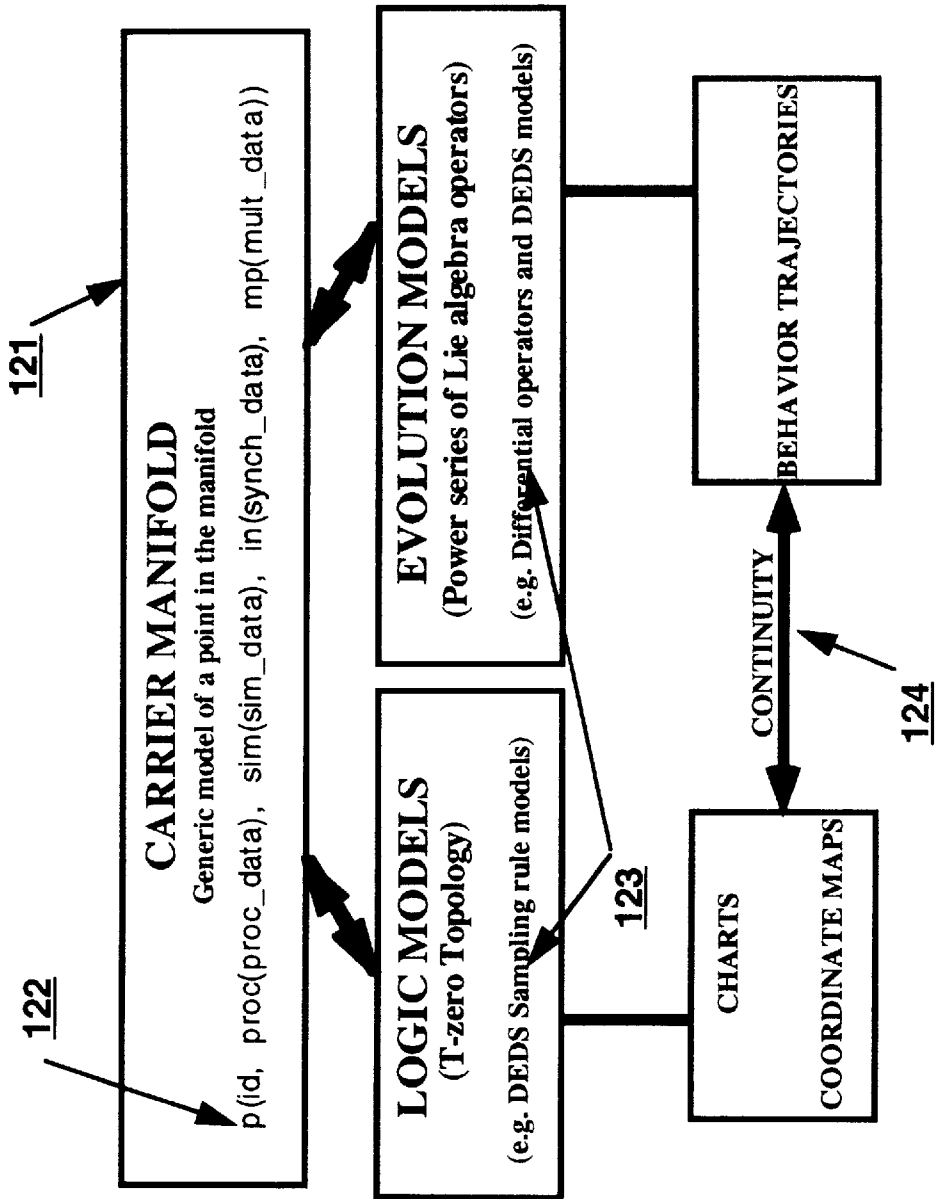 121
122
CARRIER MANIFOLD
Generic model of a point in the manifold
p(id, proc(proc_data), sim(sim_data), in(synch_data), mp(mult_data))
LOGIC MODELS
(T-zero Topology)
(e.g. DEDS Sampling rule models)
EVOLUTION MODELS
(Power series of Lie algebra operators)
(e.g. Differential operators and DEDS models)
123
CHARTS
COORDINATE MAPS
CONTINUITY
BEHAVIOR TRAJECTORIES
124